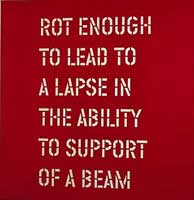 ROT ENOUGH
TO LEAD TO
A LAPSE IN
THE ABILITY
TO SUPPORT
OF A BEAM